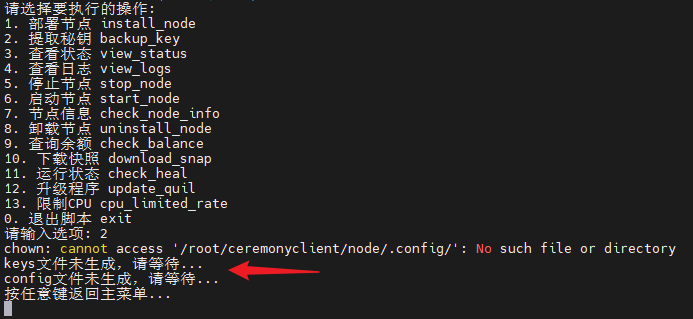 请选择要执行的操作:
1. 部署节点 install_node
2. 提取秘钥 backup_key
3. 查看状态 view_status
4. 查看日志 view_logs
5. 停止节点 stop_node
6. 启动节点 start_node
7. 节点信息 check_node_info
8. 卸载节点 uninstall_node
9. 查询余额 check_balance
10. 下载快照 download_snap
11. 运行状态 check_heal
12. 升级程序 update_quil
13. 限制CPU cpu_limited_rate
0. 退出脚本 exit
请输入选项: 2
chown: cannot access '/root/ceremonyclient/node/.config/': No such file or directory
keys文件未生成，请等待...
config文件未生成，请等待...
按任意键返回主菜单...